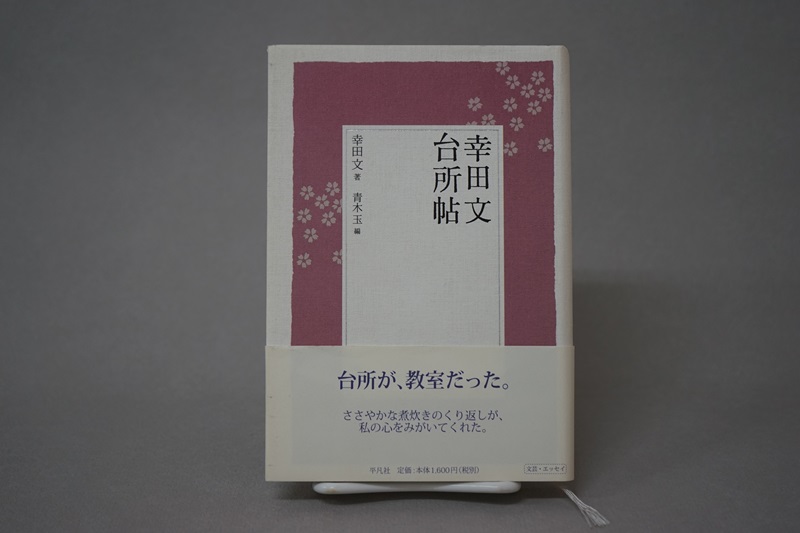 幸田文
台所帖
幸田文 著 青木玉 編
台所が、教室だった。
ささやかな煮炊きのくり返しが、
私の心をみがいてくれた。
平凡社 定価:本体1,600円(税別)
文芸・エッセイ